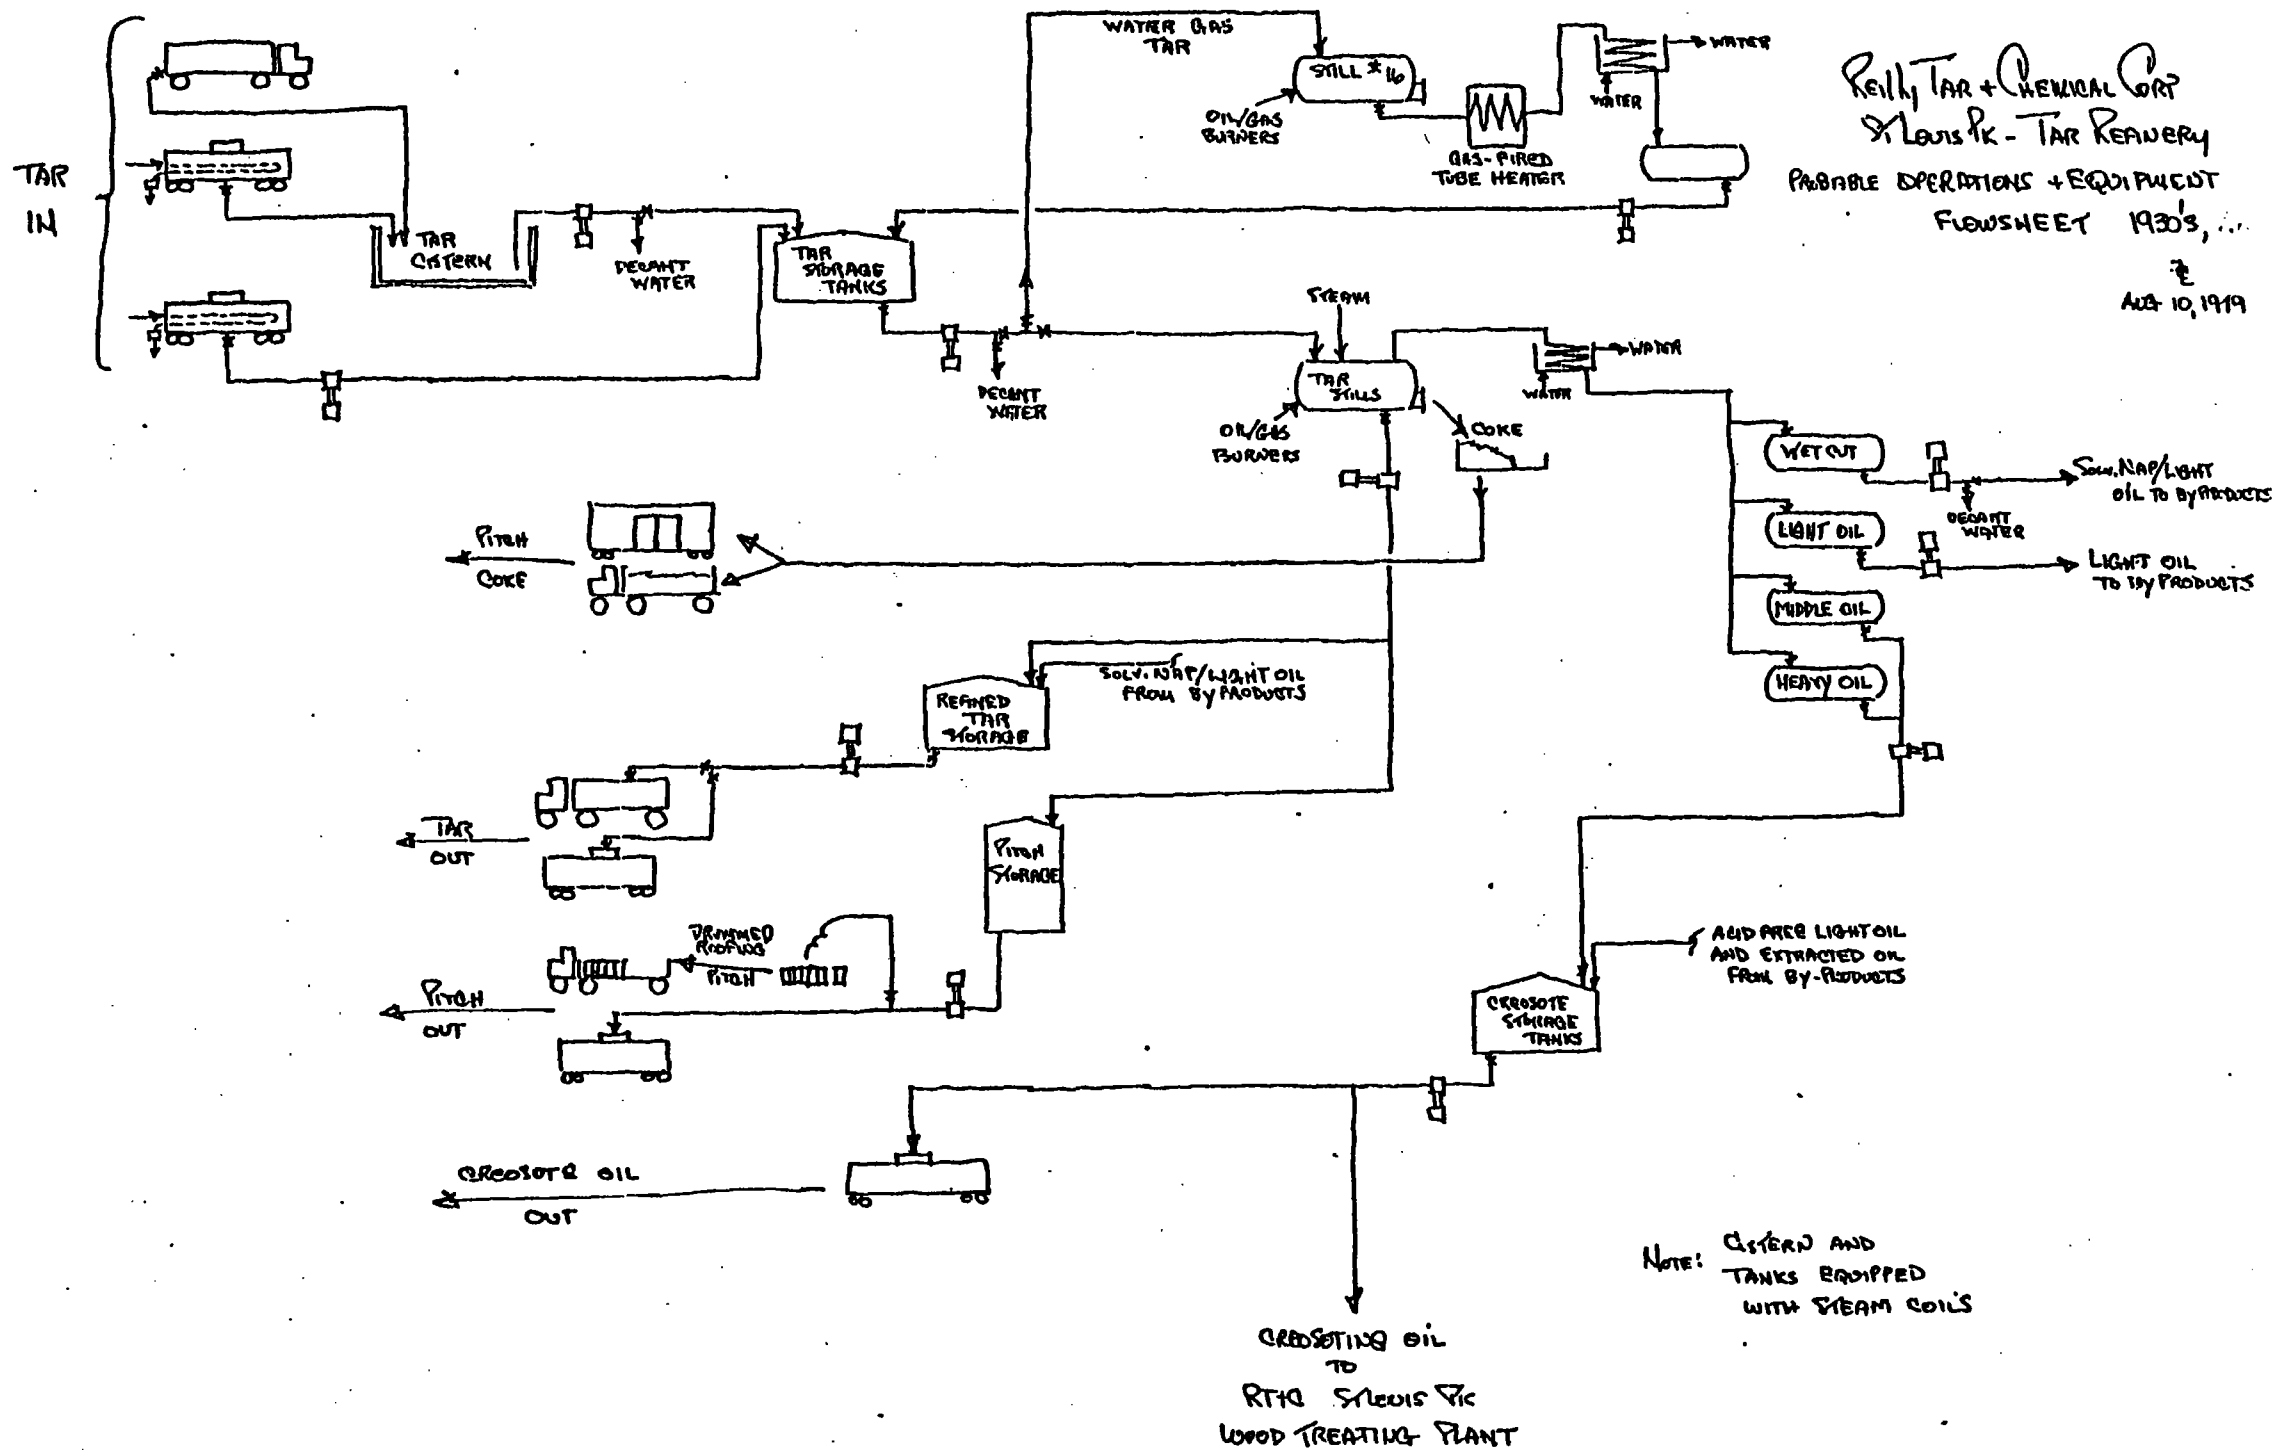 WATER GAS
TAR
STILL #16
OIL/GAS
BURNERS
GAS-FIRED
TUBE HEATER
WATER
WATER
Reilly Tar + Chemical Corp
St Louis Pk - Tar Refinery
PROBABLE OPERATIONS + EQUIPMENT
FLOWSHEET 1930's, ...
AUG 10, 1979
TAR
IN
TAR
CISTERN
DECANT
WATER
TAR
STORAGE
TANKS
DECANT
WATER
STEAM
TAR
STILLS
OIL/GAS
BURNERS
WATER
WATER
COKE
WET CUT
SOLV. NAP/LIGHT
OIL TO BY PRODUCTS
DECANT
WATER
LIGHT OIL
LIGHT OIL
TO BY PRODUCTS
MIDDLE OIL
HEAVY OIL
PITCH
COKE
SOLV. NAP/LIGHT OIL
FROM BY PRODUCTS
REFINED
TAR
STORAGE
TAR
OUT
PITCH
STORAGE
DRUMMED
ROOFING
PITCH
PITCH
OUT
ACID FREE LIGHT OIL
AND EXTRACTED OIL
FROM BY-PRODUCTS
CREOSOTE
STORAGE
TANKS
CREOSOTE OIL
OUT
NOTE: CISTERN AND
TANKS EQUIPPED
WITH STEAM COILS
CREOSOTING OIL
TO
RT+C ST LOUIS PK
WOOD TREATING PLANT